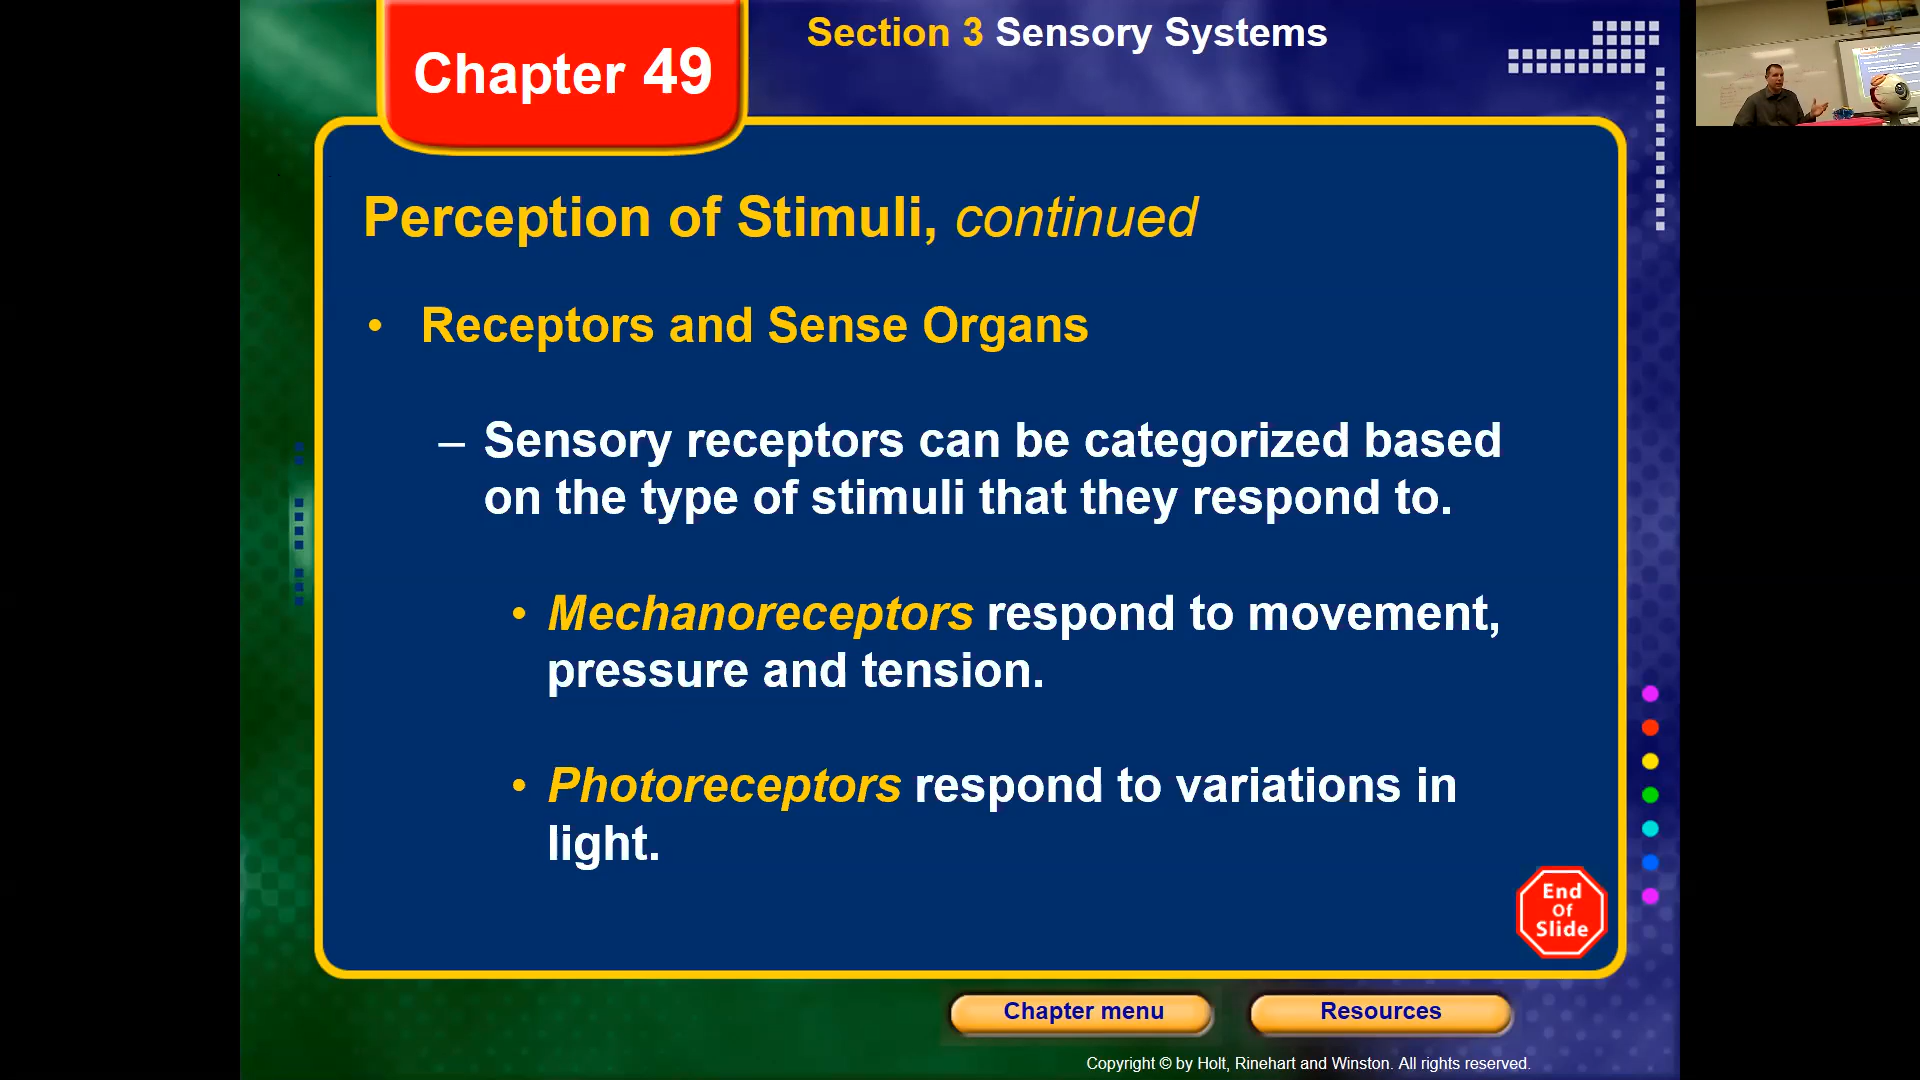 Section 3 Sensory Systems
Chapter 49
Perception of Stimuli, continued
• Receptors and Sense Organs
– Sensory receptors can be categorized based
on the type of stimuli that they respond to.
• Mechanoreceptors respond to movement,
pressure and tension.
• Photoreceptors respond to variations in
light.
End
Of
Slide
Chapter menu
Resources
Copyright © by Holt, Rinehart and Winston. All rights reserved.